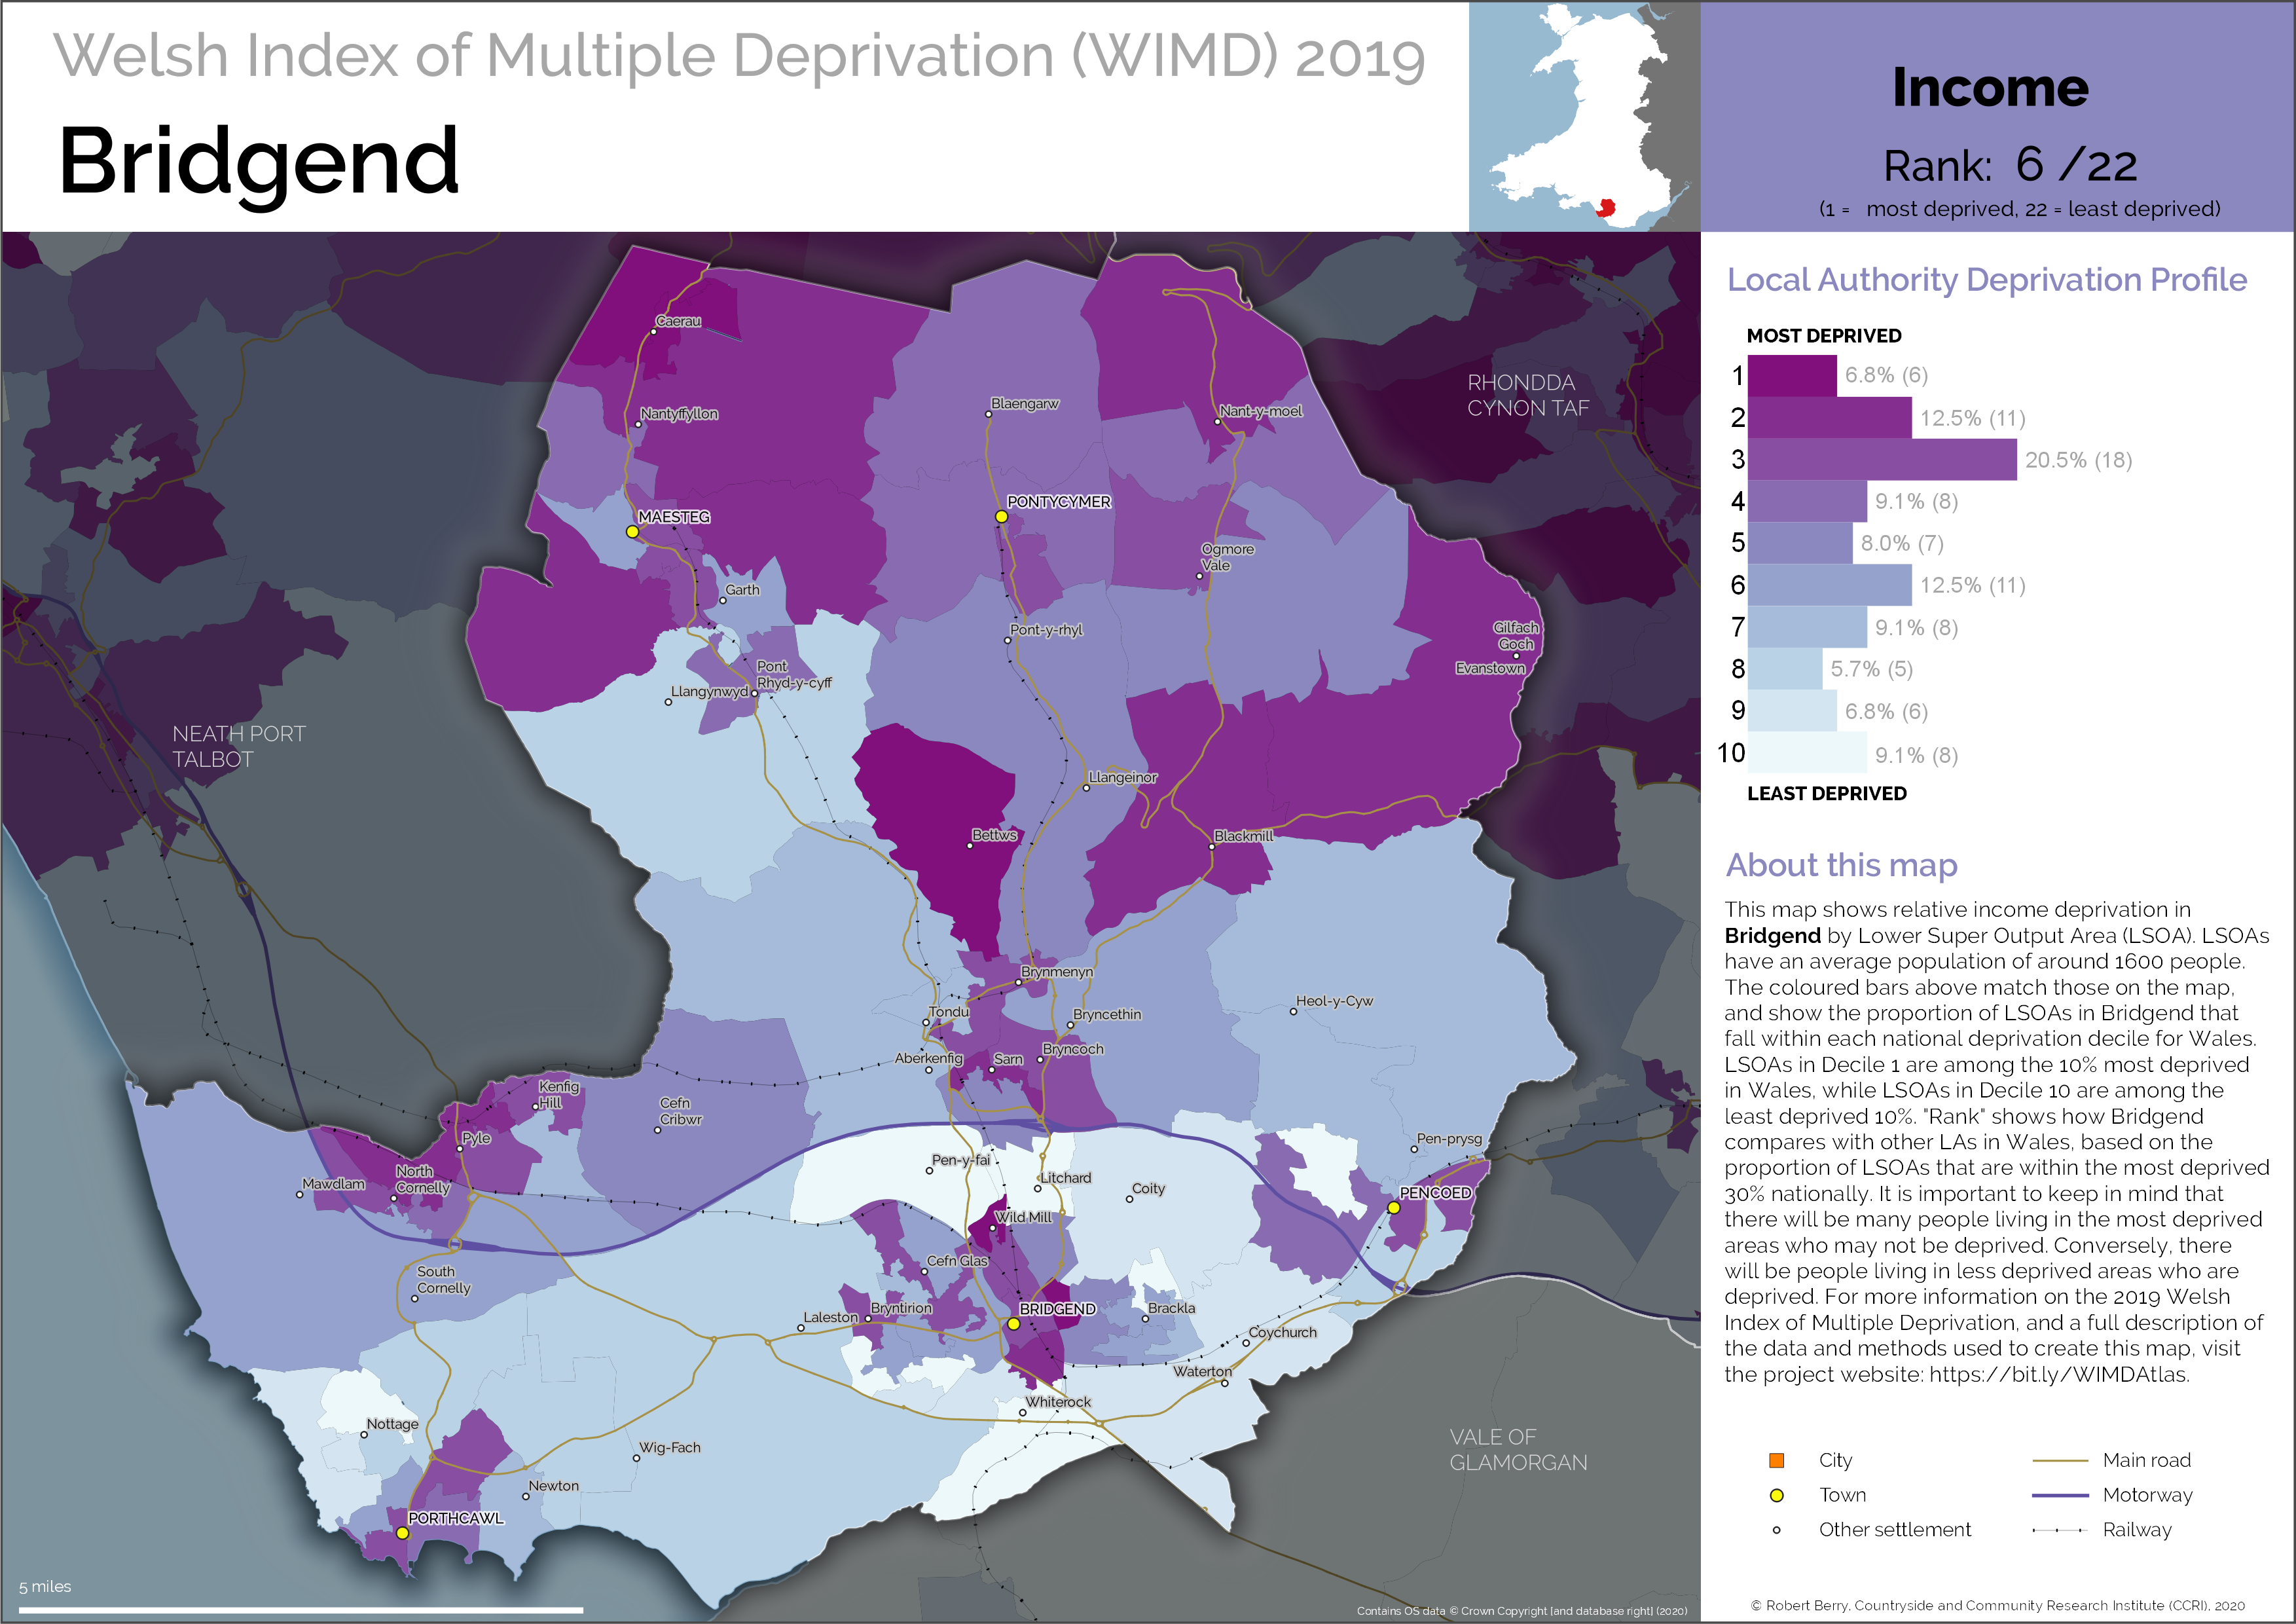 Welsh Index of Multiple Deprivation (WIMD) 2019
Bridgend
Income
Rank: 6 /22
(1 = most deprived, 22 = least deprived)
Local Authority Deprivation Profile
MOST DEPRIVED
1 6.8% (6)
2 12.5% (11)
3 20.5% (18)
4 9.1% (8)
5 8.0% (7)
6 12.5% (11)
7 9.1% (8)
8 5.7% (5)
9 6.8% (6)
10 9.1% (8)
LEAST DEPRIVED
About this map
This map shows relative income deprivation in
Bridgend by Lower Super Output Area (LSOA). LSOAs
have an average population of around 1600 people.
The coloured bars above match those on the map,
and show the proportion of LSOAs in Bridgend that
fall within each national deprivation decile for Wales.
LSOAs in Decile 1 are among the 10% most deprived
in Wales, while LSOAs in Decile 10 are among the
least deprived 10%. "Rank" shows how Bridgend
compares with other LAs in Wales, based on the
proportion of LSOAs that are within the most deprived
30% nationally. It is important to keep in mind that
there will be many people living in the most deprived
areas who may not be deprived. Conversely, there
will be people living in less deprived areas who are
deprived. For more information on the 2019 Welsh
Index of Multiple Deprivation, and a full description of
the data and methods used to create this map, visit
the project website: https://bit.ly/WIMDAtlas.
City
Town
Other settlement
Main road
Motorway
Railway
© Robert Berry, Countryside and Community Research Institute (CCRI), 2020
Caerau
RHONDDA
CYNON TAF
Nantyffyllon
Blaengarw
Nant-y-moel
MAESTEG
PONTYCYMER
Ogmore
Vale
Garth
Pont-y-rhyl
Gilfach
Goch
Evanstown
Pont
Rhyd-y-cyff
Llangynwyd
NEATH PORT
TALBOT
Llangeinor
Bettws
Blackmill
Brynmenyn
Heol-y-Cyw
Tondu
Bryncethin
Aberkenfig
Sarn
Bryncoch
Kenfig
Hill
Cefn
Cribwr
Pyle
Pen-prysg
Pen-y-fai
North
Cornelly
Mawdlam
Litchard
Coity
PENCOED
Wild Mill
Cefn Glas
South
Cornelly
Laleston
Bryntirion
BRIDGEND
Brackla
Coychurch
Waterton
Whiterock
Nottage
Wig-Fach
Newton
PORTHCAWL
VALE OF
GLAMORGAN
5 miles
Contains OS data © Crown Copyright [and database right] (2020)